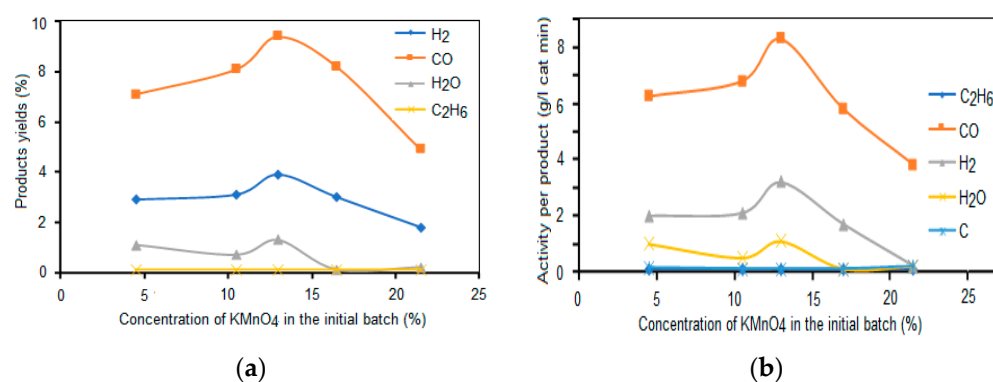 Products yields (%)
10
8
6
4
2
0
0 5 10 15 20 25
Concentration of KMnO4 in the initial batch (%)
H2
CO
H2O
C2H6
(a)
Activity per product (g/l cat min)
8
6
4
2
0
0 5 10 15 20 25
Concentration of KMnO4 in the initial batch (%)
C2H6
CO
H2
H2O
C
(b)